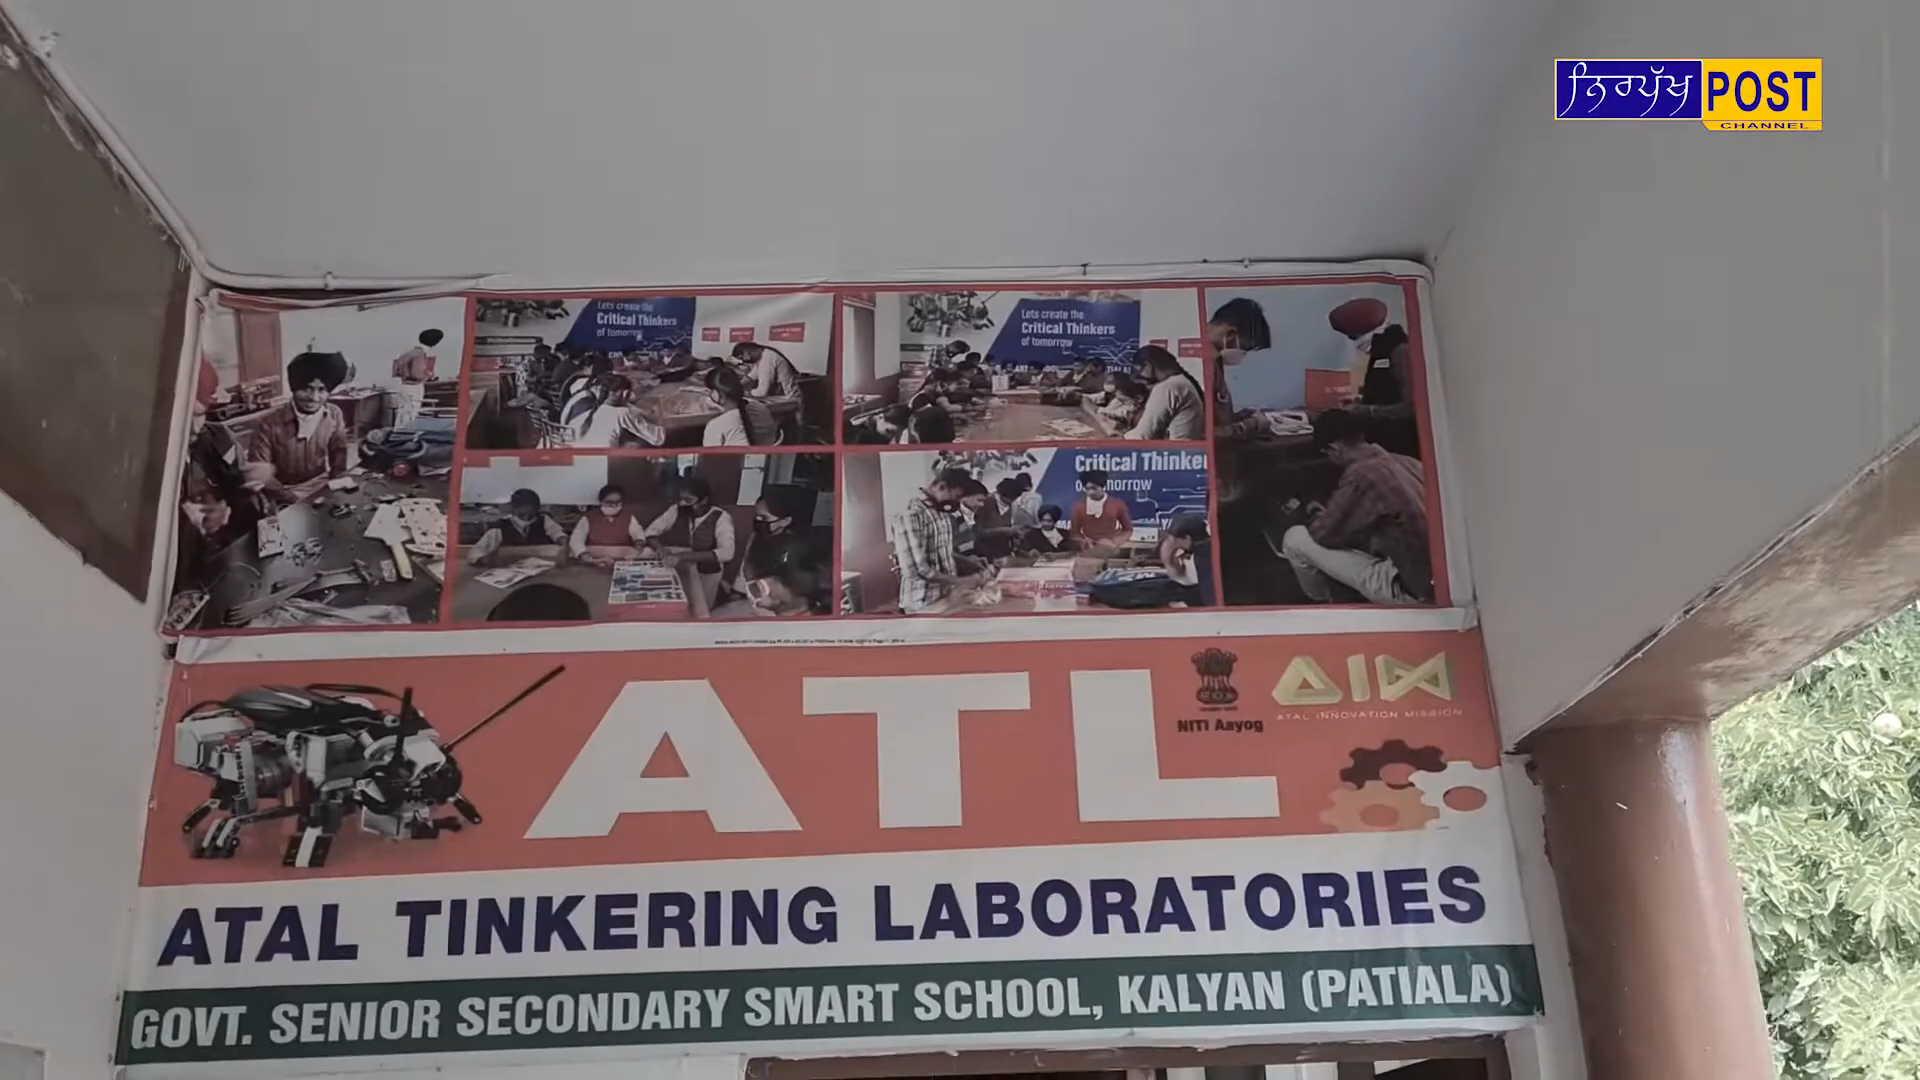 ਨਿਰਪੱਖ POST
CHANNEL
Lets create the
Critical Thinkers
of tomorrow
Lets create the
Critical Thinkers
of tomorrow
Critical Thinker
of tomorrow
ATL
NITI Aayog
AIM
ATAL INNOVATION MISSION
ATAL TINKERING LABORATORIES
GOVT. SENIOR SECONDARY SMART SCHOOL, KALYAN (PATIALA)